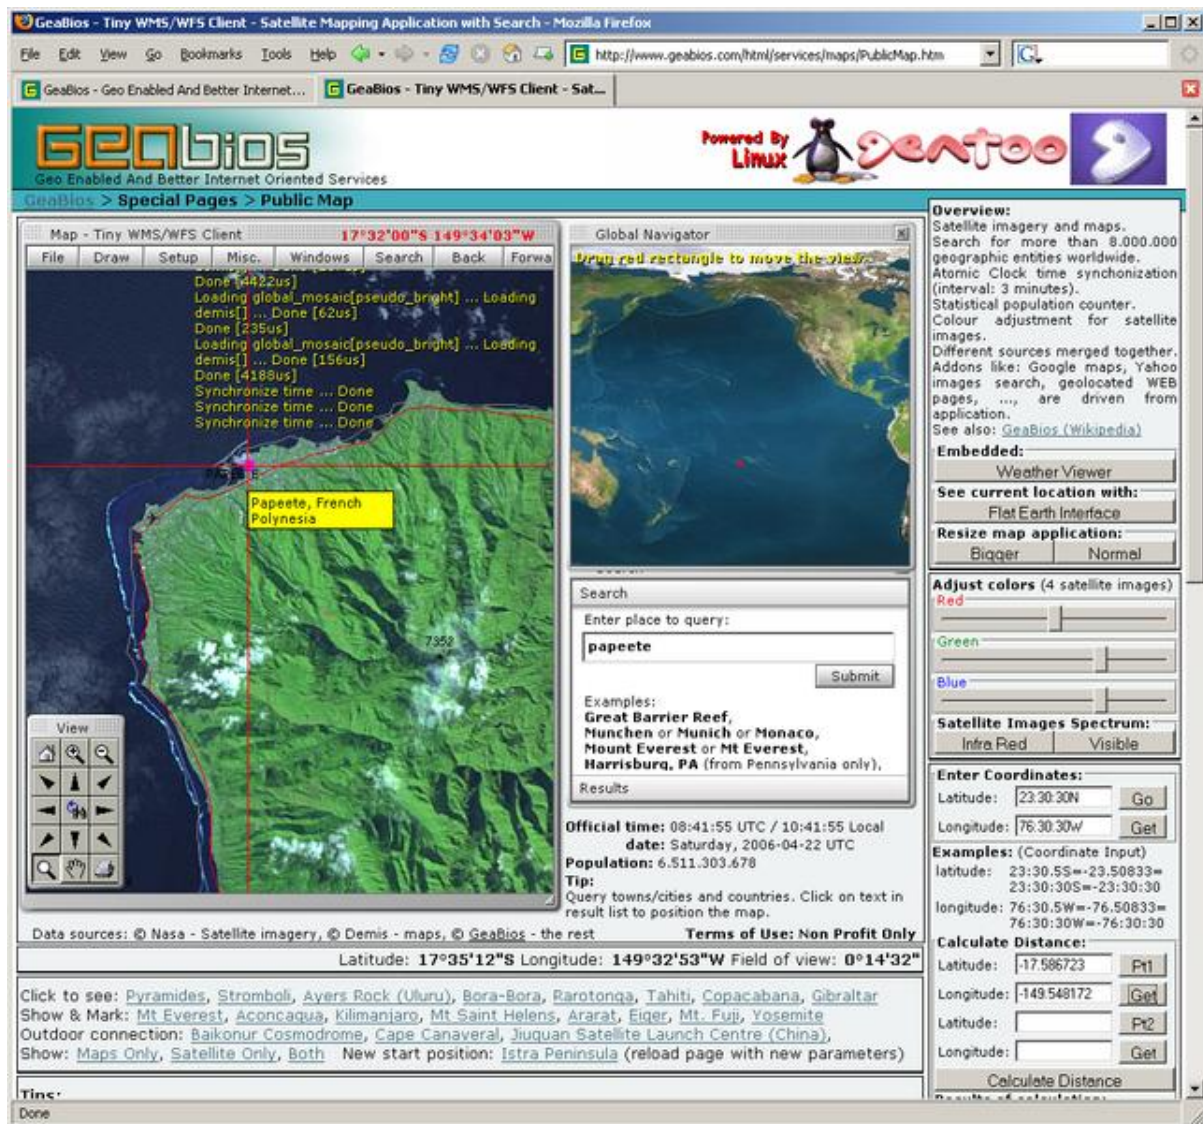 GeaBios - Tiny WMS/WFS Client - Satellite Mapping Application with Search - Mozilla Firefox
File Edit View Go Bookmarks Tools Help
http://www.geabios.com/html/services/maps/PublicMap.htm
GeaBios - Geo Enabled And Better Internet...
GeaBios - Tiny WMS/WFS Client - Sat...
GeabioS
Geo Enabled And Better Internet Oriented Services
Powered By
Linux
gentoo
GeaBios > Special Pages > Public Map
Map - Tiny WMS/WFS Client 17°32'00"S 149°34'03"W
File Draw Setup Misc. Windows Search Back Forwa
Done [4422us]
Loading global_mosaic[pseudo_bright] ... Loading
demis[] ... Done [62us]
Done [235us]
Loading global_mosaic[pseudo_bright] ... Loading
demis[] ... Done [156us]
Done [4188us]
Synchronize time ... Done
Synchronize time ... Done
Synchronize time ... Done
Papeete, French
Polynesia
7352
View
Global Navigator
Drag red rectangle to move the view.
Search
Enter place to query:
papeete
Submit
Examples:
Great Barrier Reef,
Munchen or Munich or Monaco,
Mount Everest or Mt Everest,
Harrisburg, PA (from Pennsylvania only),
Results
Official time: 08:41:55 UTC / 10:41:55 Local
date: Saturday, 2006-04-22 UTC
Population: 6.511.303.678
Tip:
Query towns/cities and countries. Click on text in
result list to position the map.
Data sources: © Nasa - Satellite imagery, © Demis - maps, © GeaBios - the rest
Terms of Use: Non Profit Only
Latitude: 17°35'12"S Longitude: 149°32'53"W Field of view: 0°14'32"
Click to see: Pyramides, Stromboli, Ayers Rock (Uluru), Bora-Bora, Rarotonga, Tahiti, Copacabana, Gibraltar
Show & Mark: Mt Everest, Aconcaqua, Kilimanjaro, Mt Saint Helens, Ararat, Eiger, Mt. Fuji, Yosemite
Outdoor connection: Baikonur Cosmodrome, Cape Canaveral, Jiuquan Satellite Launch Centre (China),
Show: Maps Only, Satellite Only, Both New start position: Istra Peninsula (reload page with new parameters)
Tips:
Overview:
Satellite imagery and maps.
Search for more than 8.000.000
geographic entities worldwide.
Atomic Clock time synchonization
(interval: 3 minutes).
Statistical population counter.
Colour adjustment for satellite
images.
Different sources merged together.
Addons like: Google maps, Yahoo
images search, geolocated WEB
pages, ..., are driven from
application.
See also: GeaBios (Wikipedia)
Embedded:
Weather Viewer
See current location with:
Flat Earth Interface
Resize map application:
Bigger Normal
Adjust colors (4 satellite images)
Red
Green
Blue
Satellite Images Spectrum:
Infra Red Visible
Enter Coordinates:
Latitude: 23:30:30N Go
Longitude: 76:30:30W Get
Examples: (Coordinate Input)
latitude: 23:30.5S=-23.50833=
23:30:30S=-23:30:30
longitude: 76:30.5W=-76.50833=
76:30:30W=-76:30:30
Calculate Distance:
Latitude: -17.586723 Pt1
Longitude: -149.548172 Get
Latitude: Pt2
Longitude: Get
Calculate Distance
Done